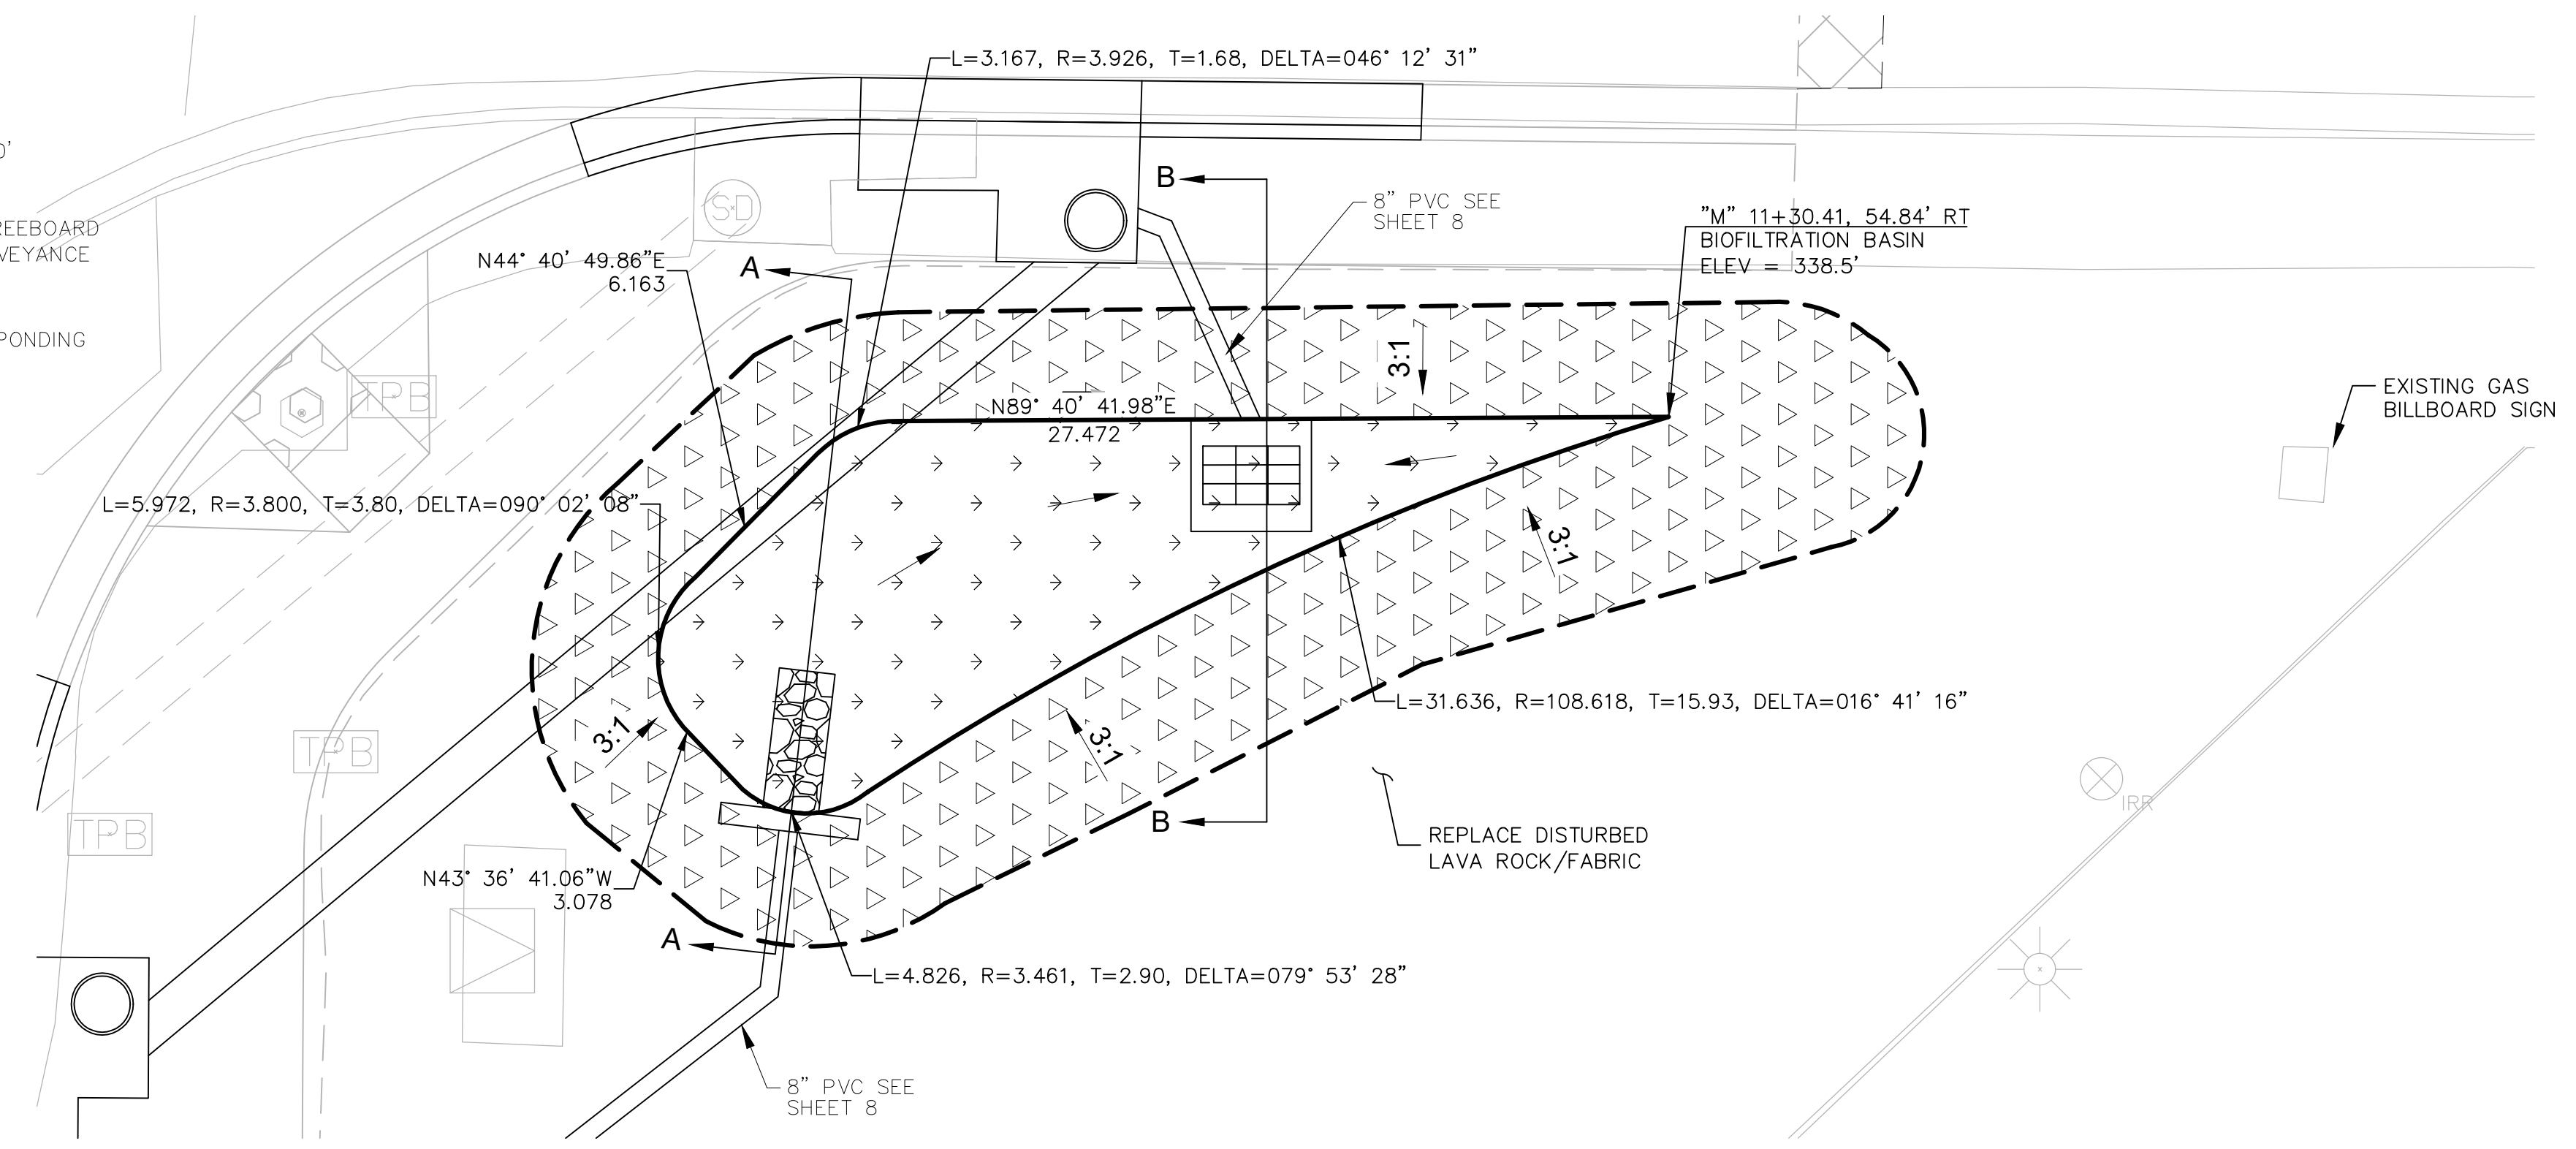 L=3.167, R=3.926, T=1.68, DELTA=046° 12' 31"
0'
B
8" PVC SEE
SHEET 8
SD
"M" 11+30.41, 54.84' RT
BIOFILTRATION BASIN
ELEV = 338.5'
REEBOARD
VEYANCE
N44° 40' 49.86"E
6.163
A
PONDING
3:1
EXISTING GAS
BILLBOARD SIGN
TPB
N89° 40' 41.98"E
27.472
L=5.972, R=3.800, T=3.80, DELTA=090° 02' 08"
3:1
L=31.636, R=108.618, T=15.93, DELTA=016° 41' 16"
3:1
3:1
TPB
IRR
TPB
B
REPLACE DISTURBED
LAVA ROCK/FABRIC
N43° 36' 41.06"W
3.078
A
L=4.826, R=3.461, T=2.90, DELTA=079° 53' 28"
8" PVC SEE
SHEET 8